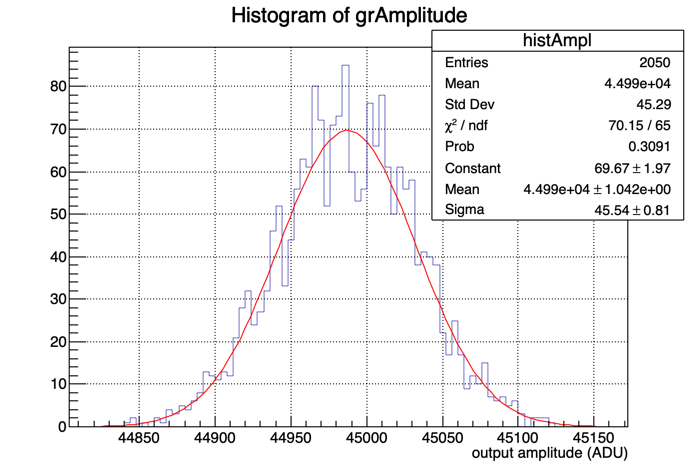 Histogram of grAmplitude
histAmpl
Entries 2050
Mean 4.499e+04
Std Dev 45.29
χ² / ndf 70.15 / 65
Prob 0.3091
Constant 69.67 ± 1.97
Mean 4.499e+04 ± 1.042e+00
Sigma 45.54 ± 0.81
80
70
60
50
40
30
20
10
0
44850 44900 44950 45000 45050 45100 45150
output amplitude (ADU)